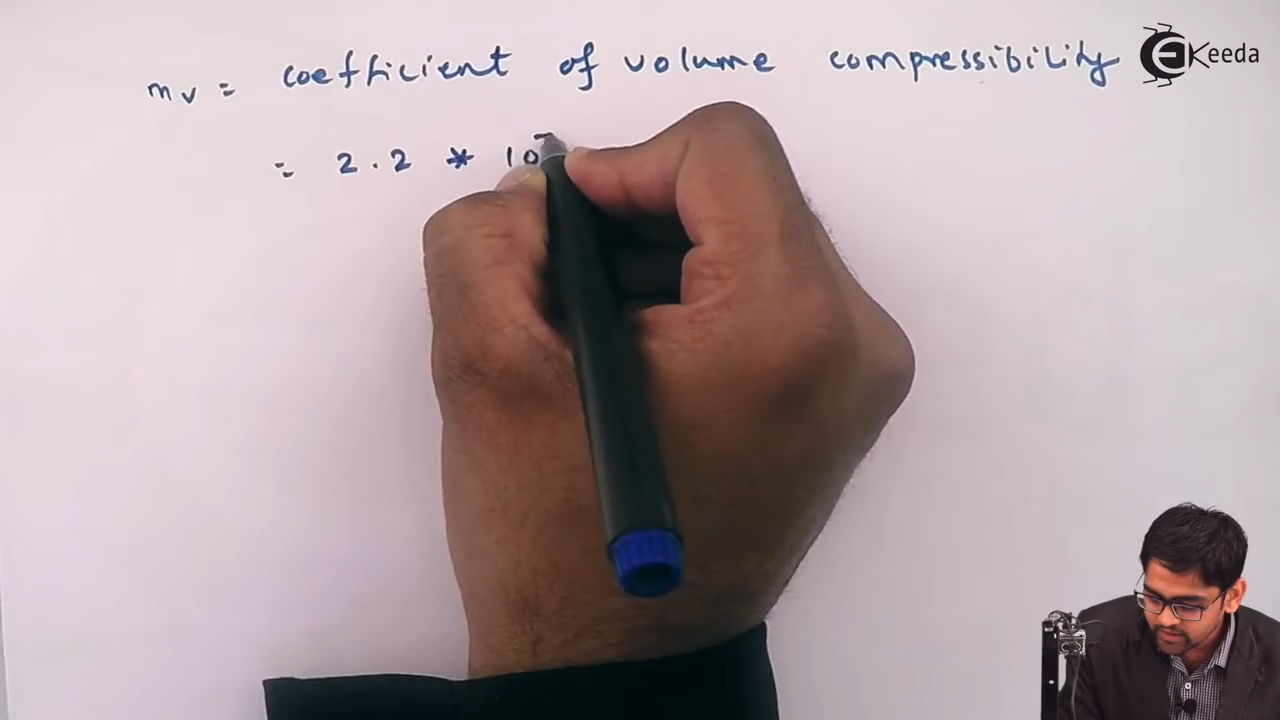 mv = coefficient of volume compressibility
= 2.2 * 10⁻
EKeeda